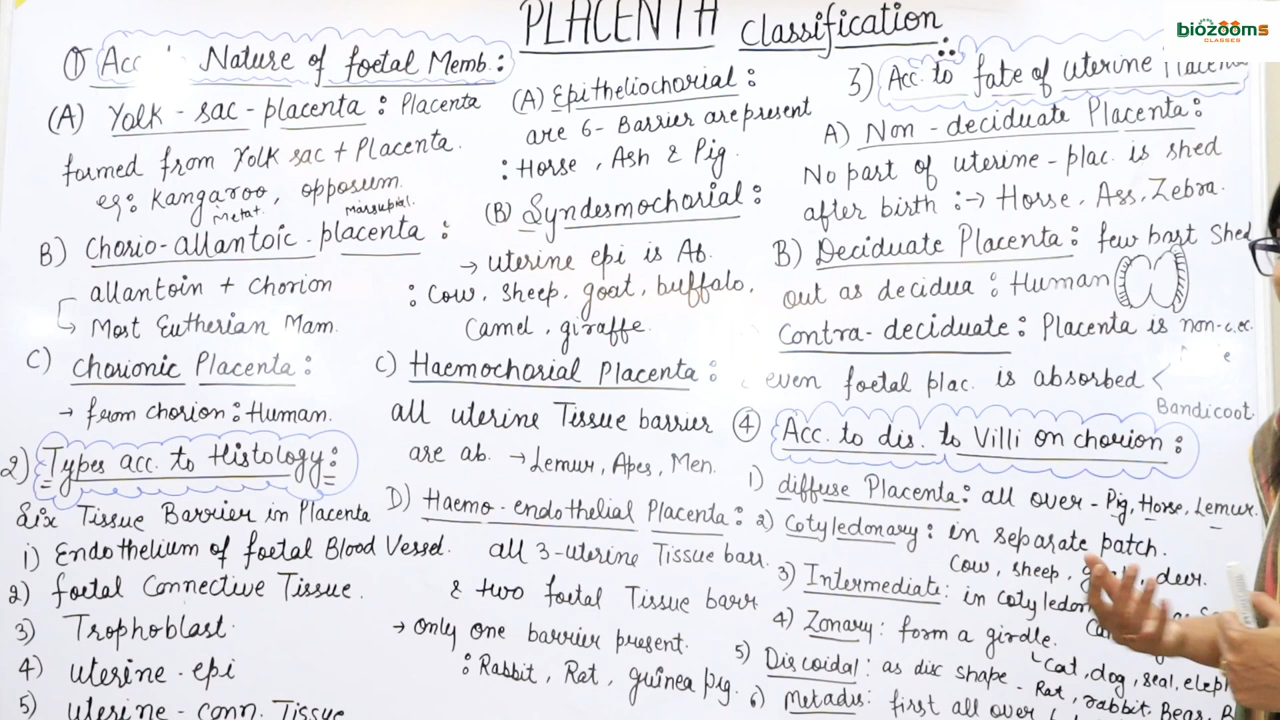 PLACENTA Classification
biozooms
CLASSES
1) Nature of foetal Memb. :
(A) Yolk - sac - placenta : Placenta
formed from Yolk sac + Placenta.
eg: Kangaroo, opposum.
Metat. Marsupial.
B) Chorio - allantoic - placenta :
allantoin + Chorion
Most Eutherian Mam.
C) Chorionic Placenta :
→ from chorion : Human.
2) Types acc. to Histology :
Six Tissue Barrier in Placenta
1) Endothelium of foetal Blood Vessel.
2) foetal Connective Tissue.
3) Trophoblast.
4) uterine . epi
5) uterine - conn. Tissue
(A) Epitheliochorial :
are 6 - Barrier are present
: Horse, Ash & Pig.
(B) Syndesmochorial :
→ uterine epi is Ab.
: Cow, Sheep, goat, buffalo,
Camel, giraffe.
C) Haemochorial Placenta :
all uterine Tissue barrier
are ab. → Lemur, Apes, Men.
D) Haemo - endothelial Placenta :
all 3 - uterine Tissue barr.
& two foetal Tissue barr
→ Only one barrier present.
: Rabbit, Rat, guinea pig.
3) Acc. to fate of uterine
A) Non - deciduate Placenta :
No part of uterine - plac. is shed
after birth :→ Horse, Ass, Zebra.
B) Deciduate Placenta : few bart Shed
out as decidua : Human
Contra - deciduate : Placenta is
even foetal plac. is absorbed <
Bandicoot.
4 Acc. to dis. to Villi on chorion :
1) diffuse Placenta : all over - Pig, Horse, Lemur.
2) Cotyledonary : in separate patch.
Cow, sheep, deer.
3) Intermediate : in cotyledon
4) Zonary : form a girdle.
Cat, dog, seal,
5) Discoidal : as disc shape - Rat, rabbit, Bear,
6) Metadis : first all over